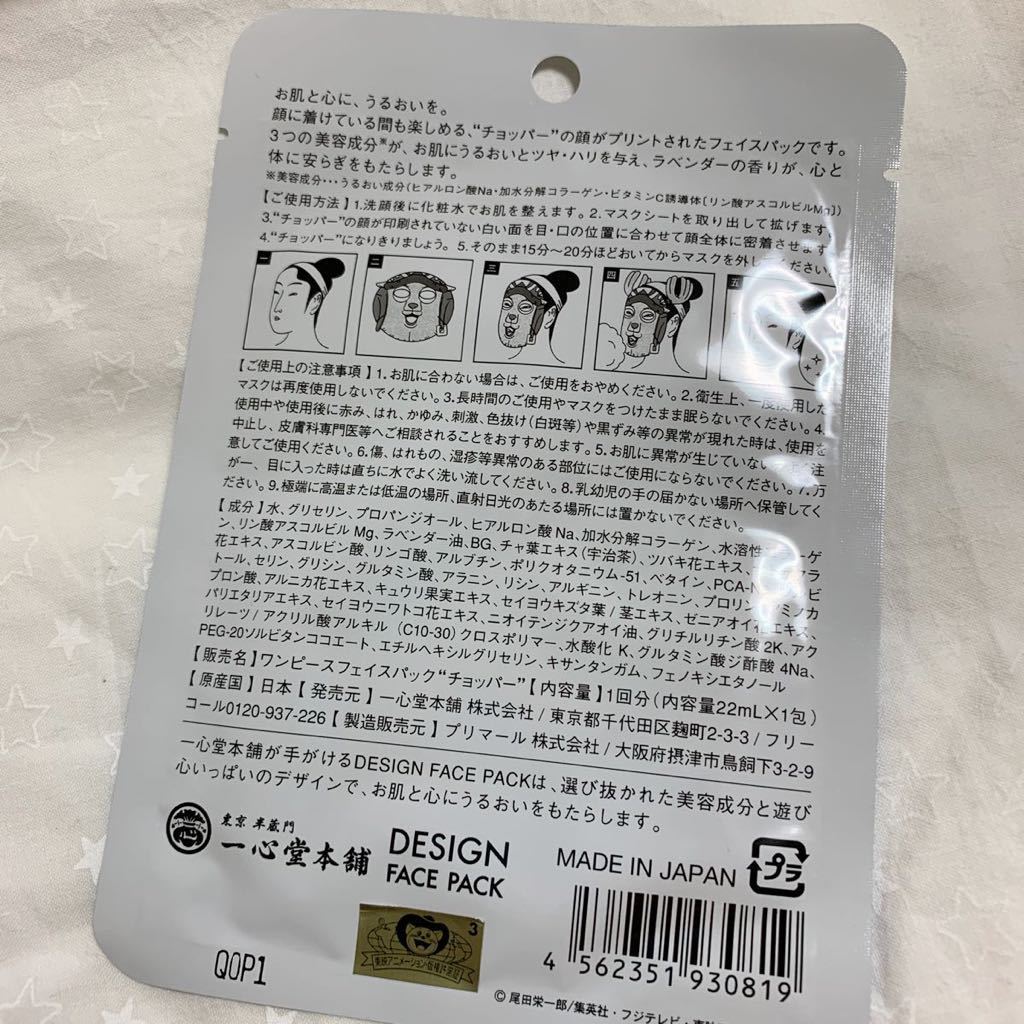 お肌と心に、うるおいを。
顔に着けている間も楽しめる、“チョッパー”の顔がプリントされたフェイスパックです。
3つの美容成分※が、お肌にうるおいとツヤ・ハリを与え、ラベンダーの香りが、心と
体に安らぎをもたらします。
※美容成分・・・うるおい成分(ヒアルロン酸Na・加水分解コラーゲン・ビタミンC誘導体〔リン酸アスコルビルMg〕)
【ご使用方法】1.洗顔後に化粧水でお肌を整えます。2.マスクシートを取り出して拡げます。
3.“チョッパー”の顔が印刷されていない白い面を目・口の位置に合わせて顔全体に密着させます。
4.“チョッパー”になりきりましょう。5.そのまま15分〜20分ほどおいてからマスクを外してください。
一 二 三 四 五
【ご使用上の注意事項】1.お肌に合わない場合は、ご使用をおやめください。2.衛生上、一度使用した
マスクは再度使用しないでください。3.長時間のご使用やマスクをつけたまま眠らないでください。4.
使用中や使用後に赤み、はれ、かゆみ、刺激、色抜け(白斑等)や黒ずみ等の異常が現れた時は、使用を
中止し、皮膚科専門医等へご相談されることをおすすめします。5.お肌に異常が生じていない 注
意してご使用ください。6.傷、はれもの、湿疹等異常のある部位にはご使用にならないでください。7.万
が一、目に入った時は直ちに水でよく洗い流してください。8.乳幼児の手の届かない場所へ保管してく
ださい。9.極端に高温または低温の場所、直射日光のあたる場所には置かないでください。
【成分】水、グリセリン、プロパンジオール、ヒアルロン酸Na、加水分解コラーゲン、水溶性 ーゲ
ン、リン酸アスコルビルMg、ラベンダー油、BG、チャ葉エキス(宇治茶)、ツバキ花エキス、 ラ
花エキス、アスコルビン酸、リンゴ酸、アルブチン、ポリクオタニウム-51、ベタイン、PCA-N ビ
トール、セリン、グリシン、グルタミン酸、アラニン、リシン、アルギニン、トレオニン、プロリン、 ミノカ
プロン酸、アルニカ花エキス、キュウリ果実エキス、セイヨウキズタ葉/茎エキス、ゼニアオイ花エキス、
パリエタリアエキス、セイヨウニワトコ花エキス、ニオイテンジクアオイ油、グリチルリチン酸2K、アク
リレーツ/アクリル酸アルキル(C10-30)クロスポリマー、水酸化K、グルタミン酸ジ酢酸4Na、
PEG-20ソルビタンココエート、エチルヘキシルグリセリン、キサンタンガム、フェノキシエタノール
【販売名】ワンピースフェイスパック“チョッパー”【内容量】1回分(内容量22mL×1包)
【原産国】日本【発売元】一心堂本舗 株式会社/東京都千代田区麹町2-3-3/フリー
コール0120-937-226【製造販売元】プリマール 株式会社/大阪府摂津市鳥飼下3-2-9
一心堂本舗が手がけるDESIGN FACE PACKは、選び抜かれた美容成分と遊び
心いっぱいのデザインで、お肌と心にうるおいをもたらします。
東京 半蔵門
一心堂本舗
DESIGN
FACE PACK
MADE IN JAPAN
プラ
3
東映アニメーション・版権許諾証
Q0P1
4 562351 930819
© 尾田栄一郎/集英社・フジテレビ・